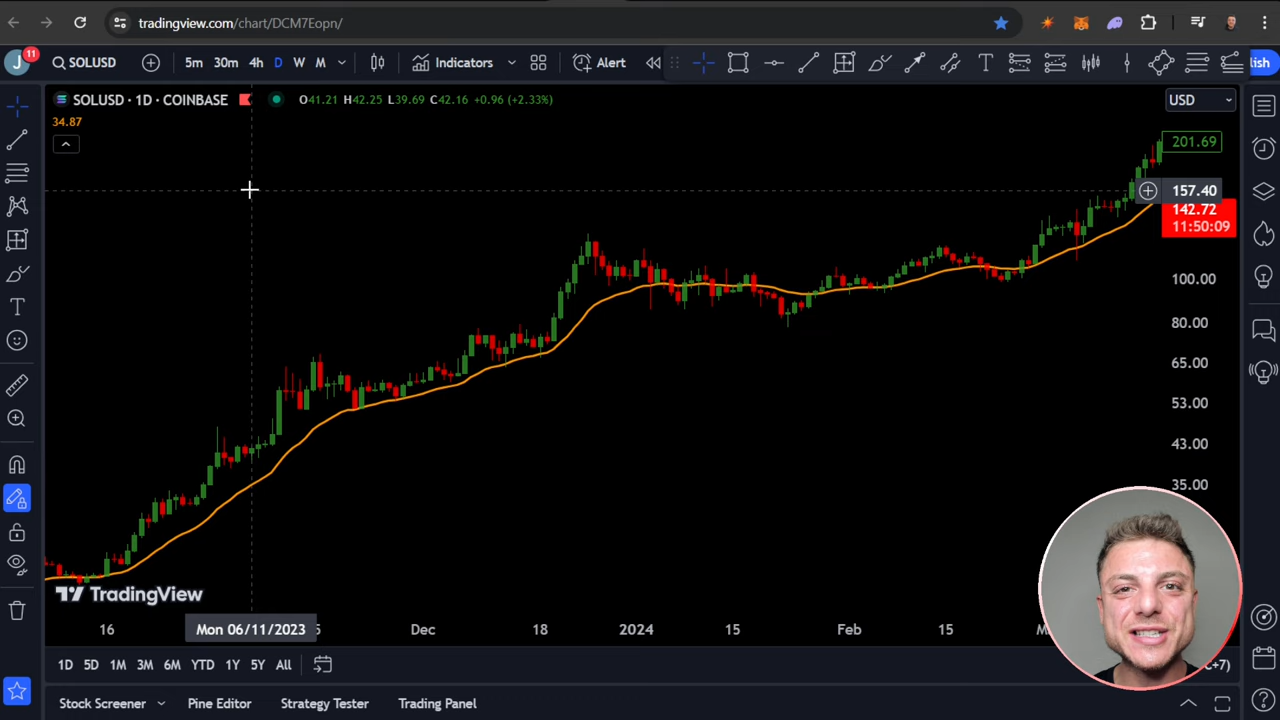 tradingview.com/chart/DCM7Eopn/
J
11
SOLUSD
5m 30m 4h D W M
Indicators
Alert
lish
SOLUSD · 1D · COINBASE
O41.21 H42.25 L39.69 C42.16 +0.96 (+2.33%)
USD
34.87
201.69
157.40
142.72
11:50:09
100.00
80.00
65.00
53.00
43.00
35.00
TradingView
16 Mon 06/11/2023 5 Dec 18 2024 15 Feb 15 M
1D 5D 1M 3M 6M YTD 1Y 5Y All
C+7)
Stock Screener Pine Editor Strategy Tester Trading Panel